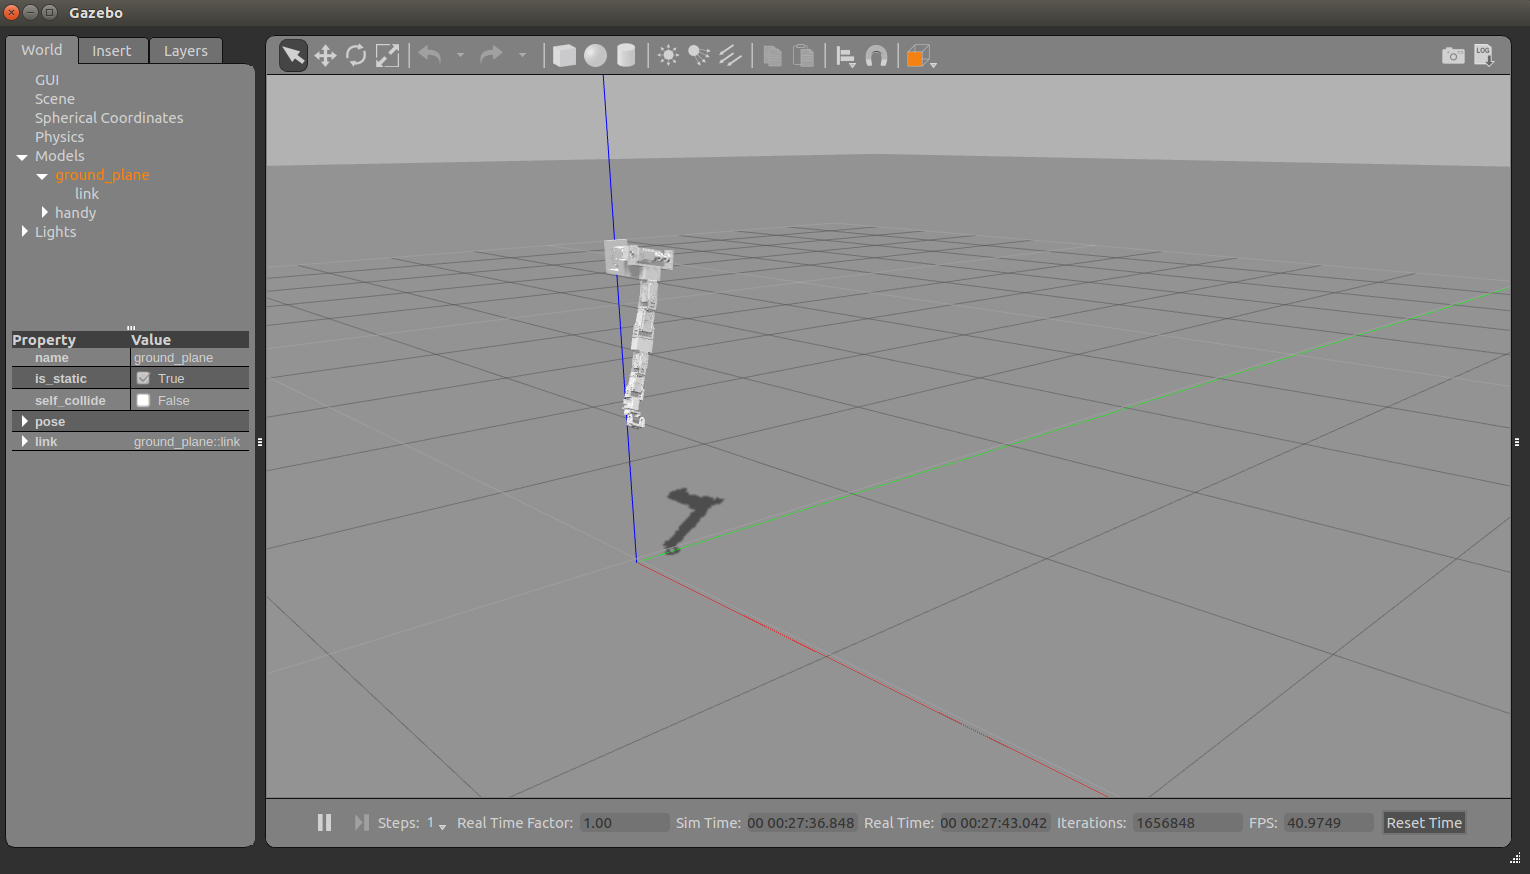 Gazebo
World Insert Layers
GUI
Scene
Spherical Coordinates
Physics
Models
ground_plane
link
handy
Lights
Property Value
name ground_plane
is_static True
self_collide False
pose
link ground_plane::link
LOG
Steps: 1 Real Time Factor: 1.00 Sim Time: 00 00:27:36.848 Real Time: 00 00:27:43.042 Iterations: 1656848 FPS: 40.9749 Reset Time